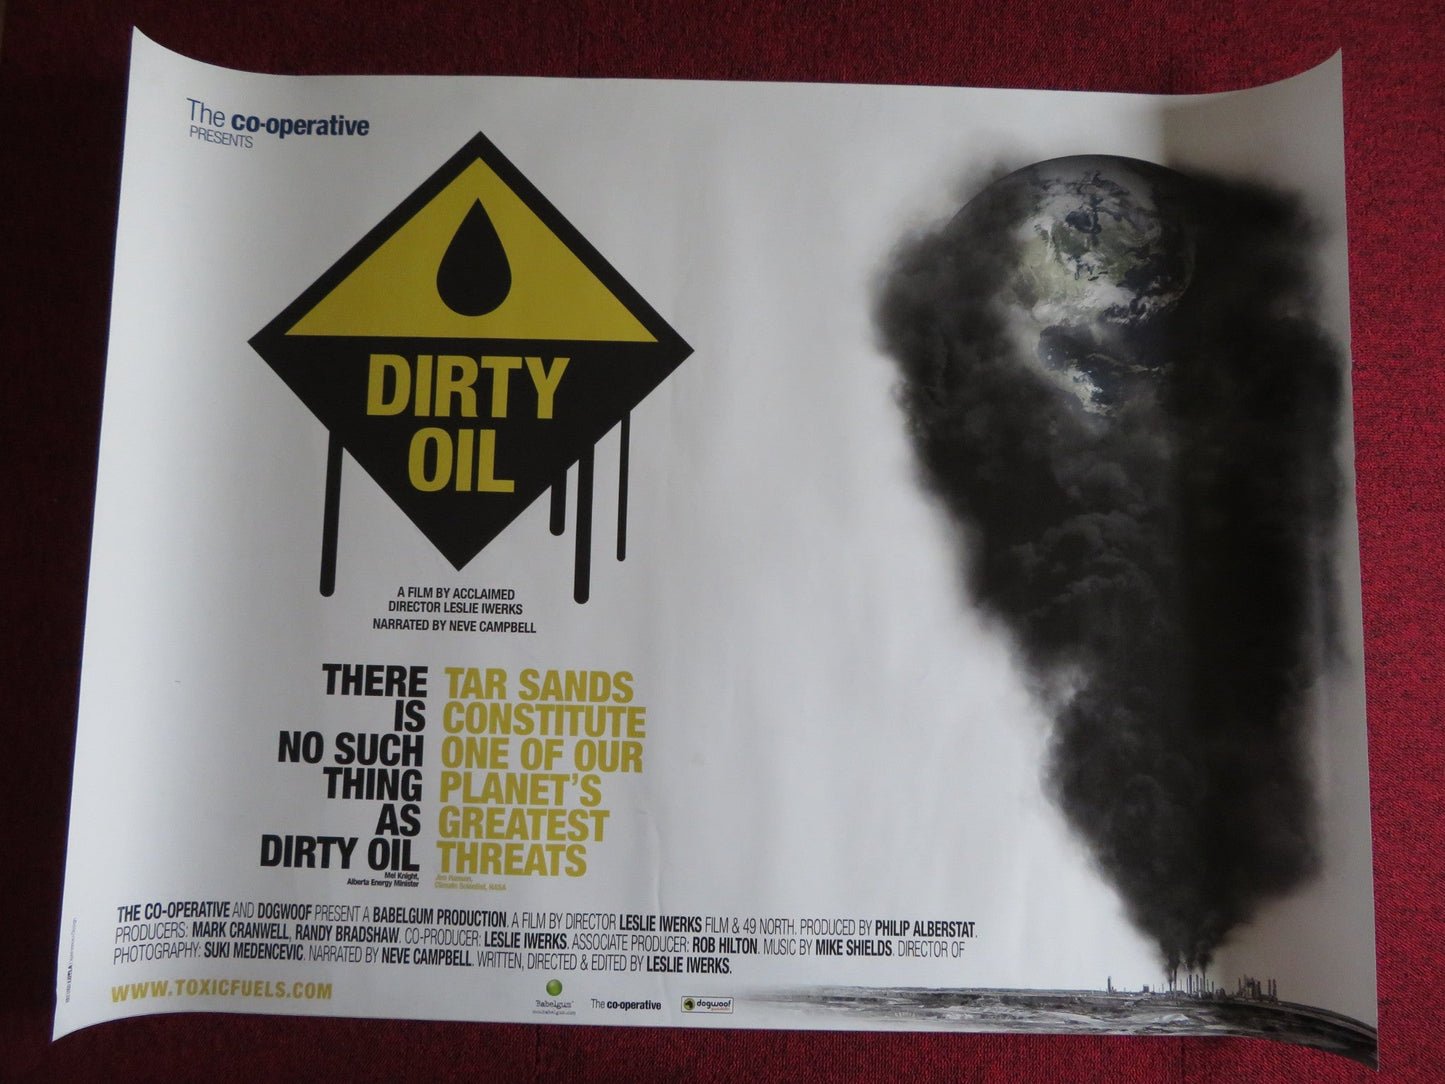 The co-operative
PRESENTS
DIRTY
OIL
A FILM BY ACCLAIMED
DIRECTOR LESLIE IWERKS
NARRATED BY NEVE CAMPBELL
THERE
IS
NO SUCH
THING
AS
DIRTY OIL
Mel Knight,
Alberta Energy Minister
TAR SANDS
CONSTITUTE
ONE OF OUR
PLANET'S
GREATEST
THREATS
Jim Hansen,
Climate Scientist, NASA
THE CO-OPERATIVE AND DOGWOOF PRESENT A BABELGUM PRODUCTION. A FILM BY DIRECTOR LESLIE IWERKS FILM & 49 NORTH. PRODUCED BY PHILIP ALBERSTAT.
PRODUCERS: MARK CRANWELL, RANDY BRADSHAW. CO-PRODUCER: LESLIE IWERKS. ASSOCIATE PRODUCER: ROB HILTON. MUSIC BY MIKE SHIELDS. DIRECTOR OF
PHOTOGRAPHY: SUKI MEDENCEVIC. NARRATED BY NEVE CAMPBELL. WRITTEN, DIRECTED & EDITED BY LESLIE IWERKS.
WWW.TOXICFUELS.COM
Babelgum
www.babelgum.com
The co-operative
dogwoof